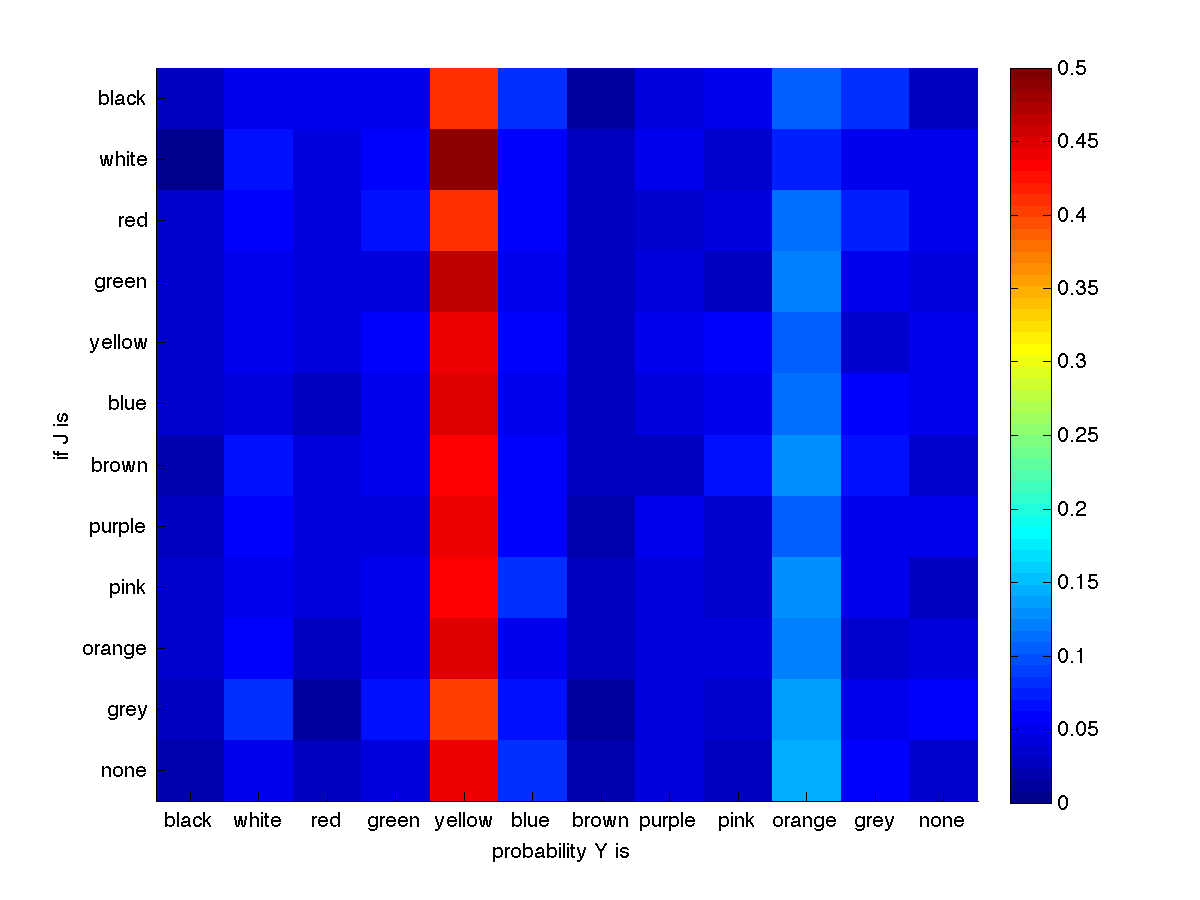 black
white
red
green
yellow
blue
brown
purple
pink
orange
grey
none
if J is
black white red green yellow blue brown purple pink orange grey none
probability Y is
0.5
0.45
0.4
0.35
0.3
0.25
0.2
0.15
0.1
0.05
0